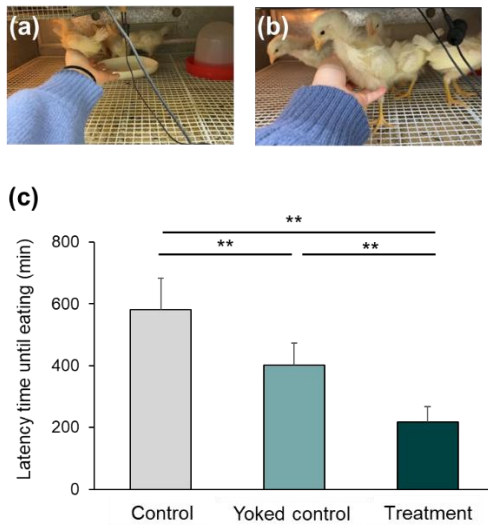 (a)
(b)
(c)
Latency time until eating (min)
800
600
400
200
0
**
**
**
Control
Yoked control
Treatment